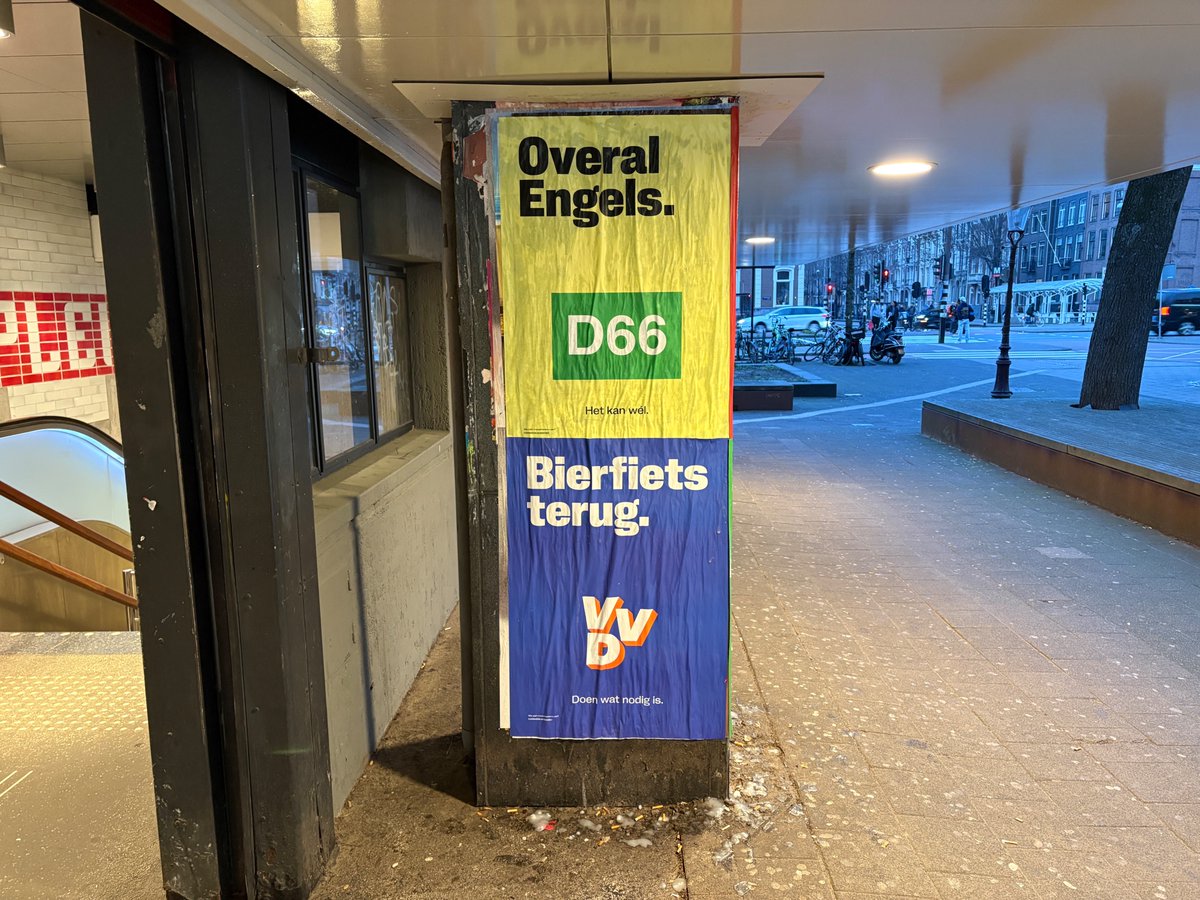 Overal
Engels.
D66
Het kan wél.
Bierfiets
terug.
VVD
Doen wat nodig is.